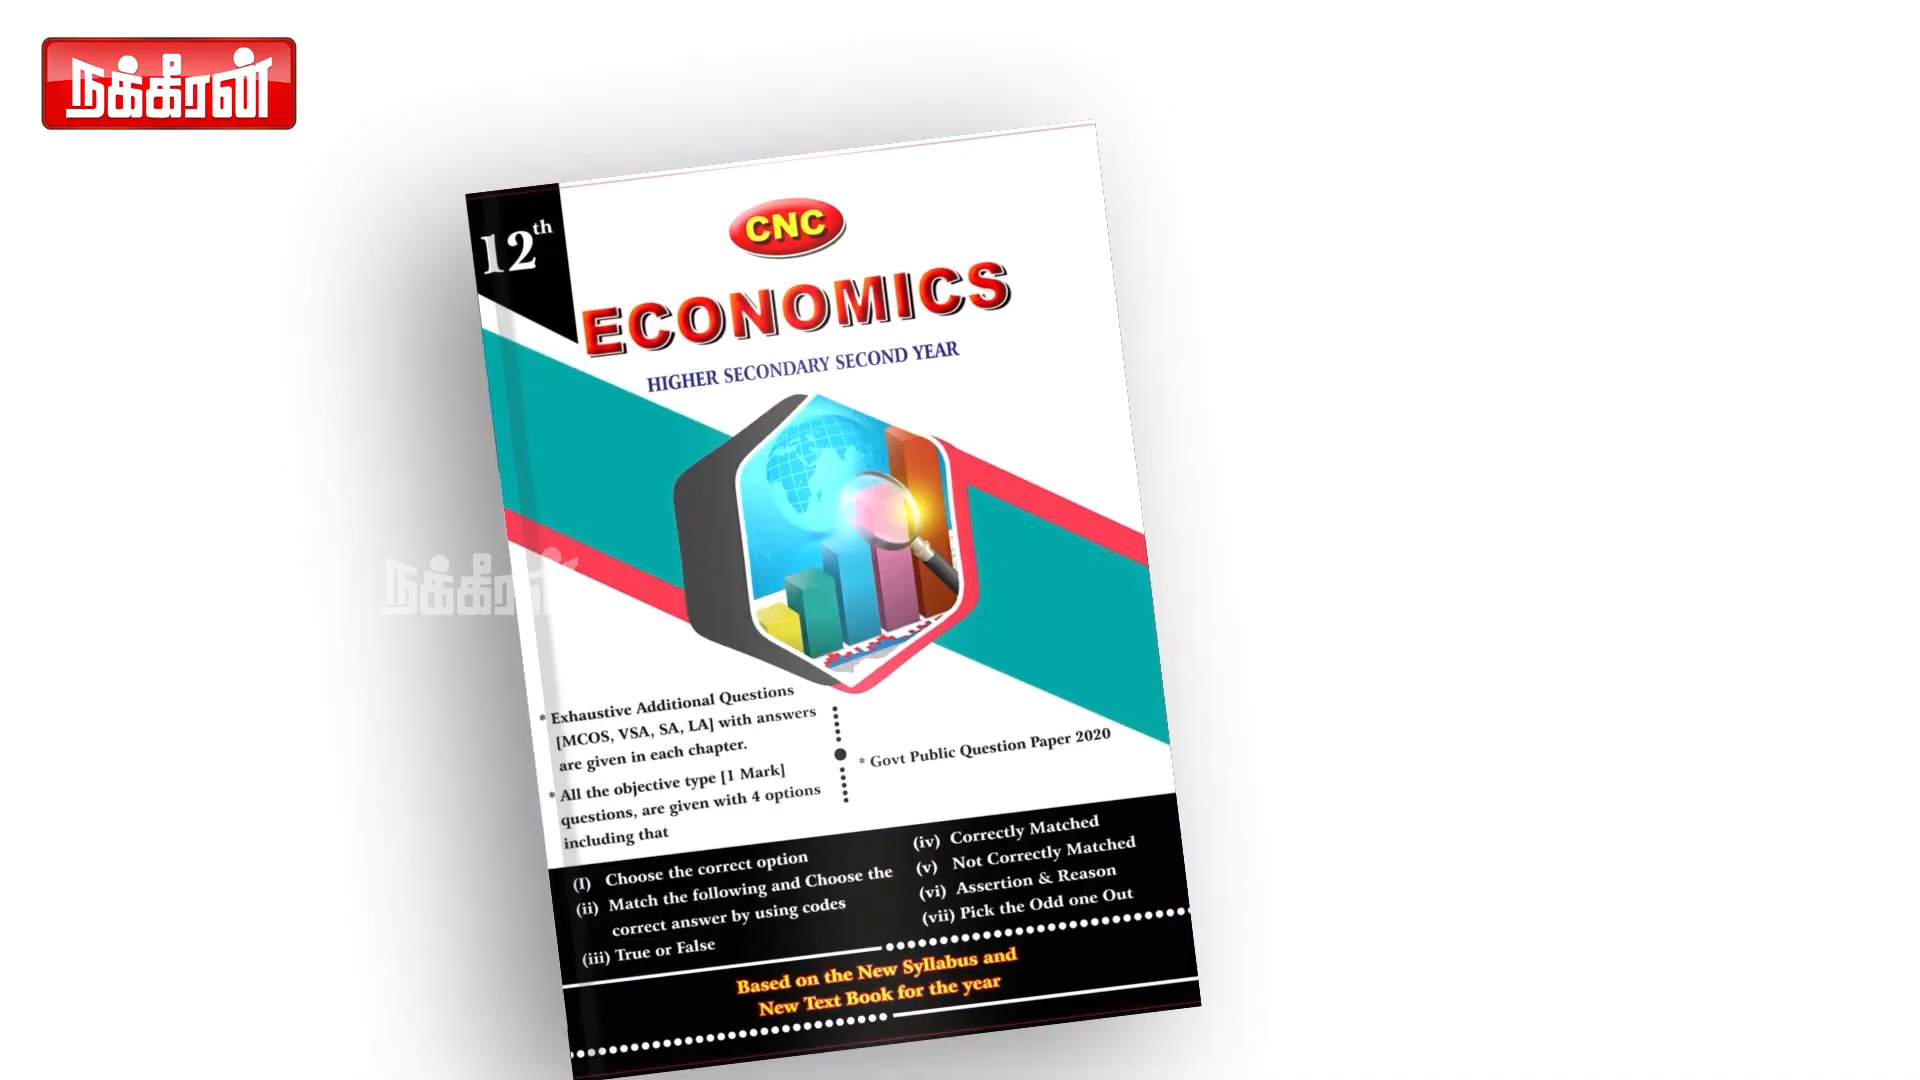 நக்கீரன்
12th
CNC
ECONOMICS
HIGHER SECONDARY SECOND YEAR
நக்கீரன்
* Exhaustive Additional Questions
[MCOS, VSA, SA, LA] with answers
are given in each chapter.
* All the objective type [1 Mark]
questions, are given with 4 options
including that
* Govt Public Question Paper 2020
(I) Choose the correct option
(ii) Match the following and Choose the
correct answer by using codes
(iii) True or False
(iv) Correctly Matched
(v) Not Correctly Matched
(vi) Assertion & Reason
(vii) Pick the Odd one Out
Based on the New Syllabus and
New Text Book for the year